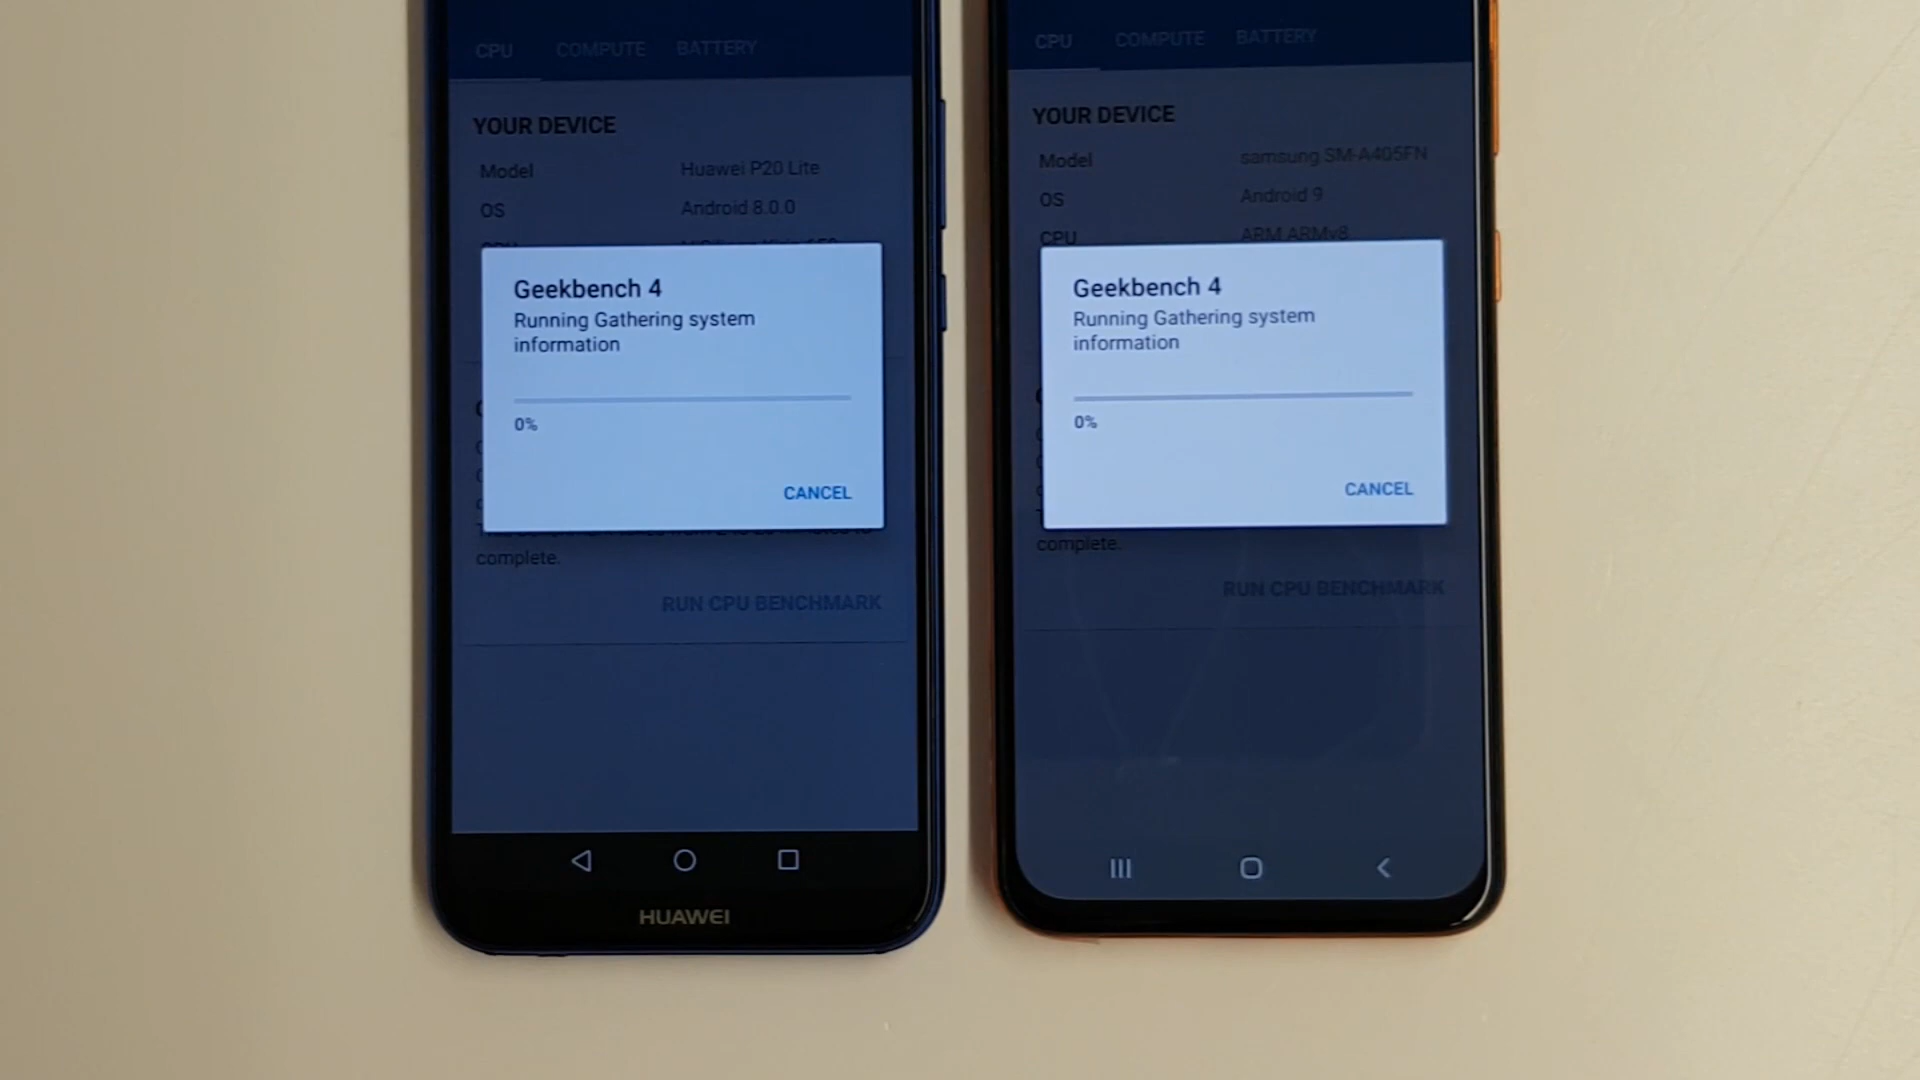 CPU COMPUTE BATTERY
YOUR DEVICE
Model Huawei P20 Lite
OS Android 8.0.0
Geekbench 4
Running Gathering system
information
0%
CANCEL
complete.
RUN CPU BENCHMARK
HUAWEI
CPU COMPUTE BATTERY
YOUR DEVICE
Model samsung SM-A405FN
OS Android 9
CPU ARM ARMv8
Geekbench 4
Running Gathering system
information
0%
CANCEL
complete.
RUN CPU BENCHMARK